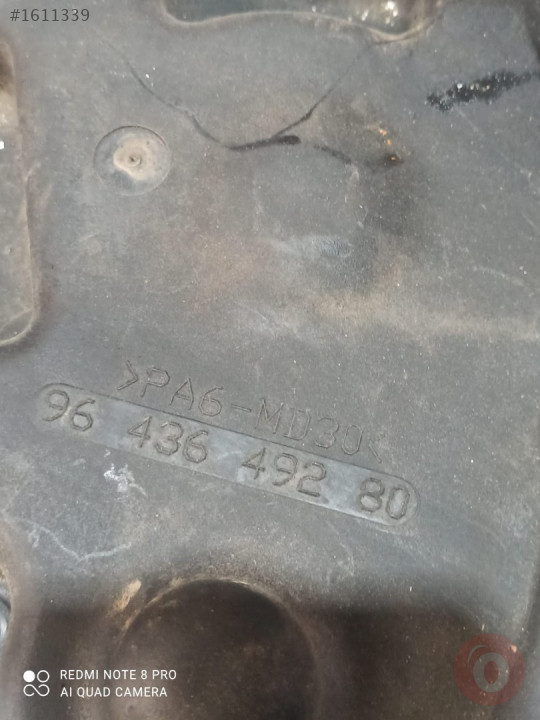 #1611339
>PA6-MD30<
96 436 492 80
REDMI NOTE 8 PRO
AI QUAD CAMERA